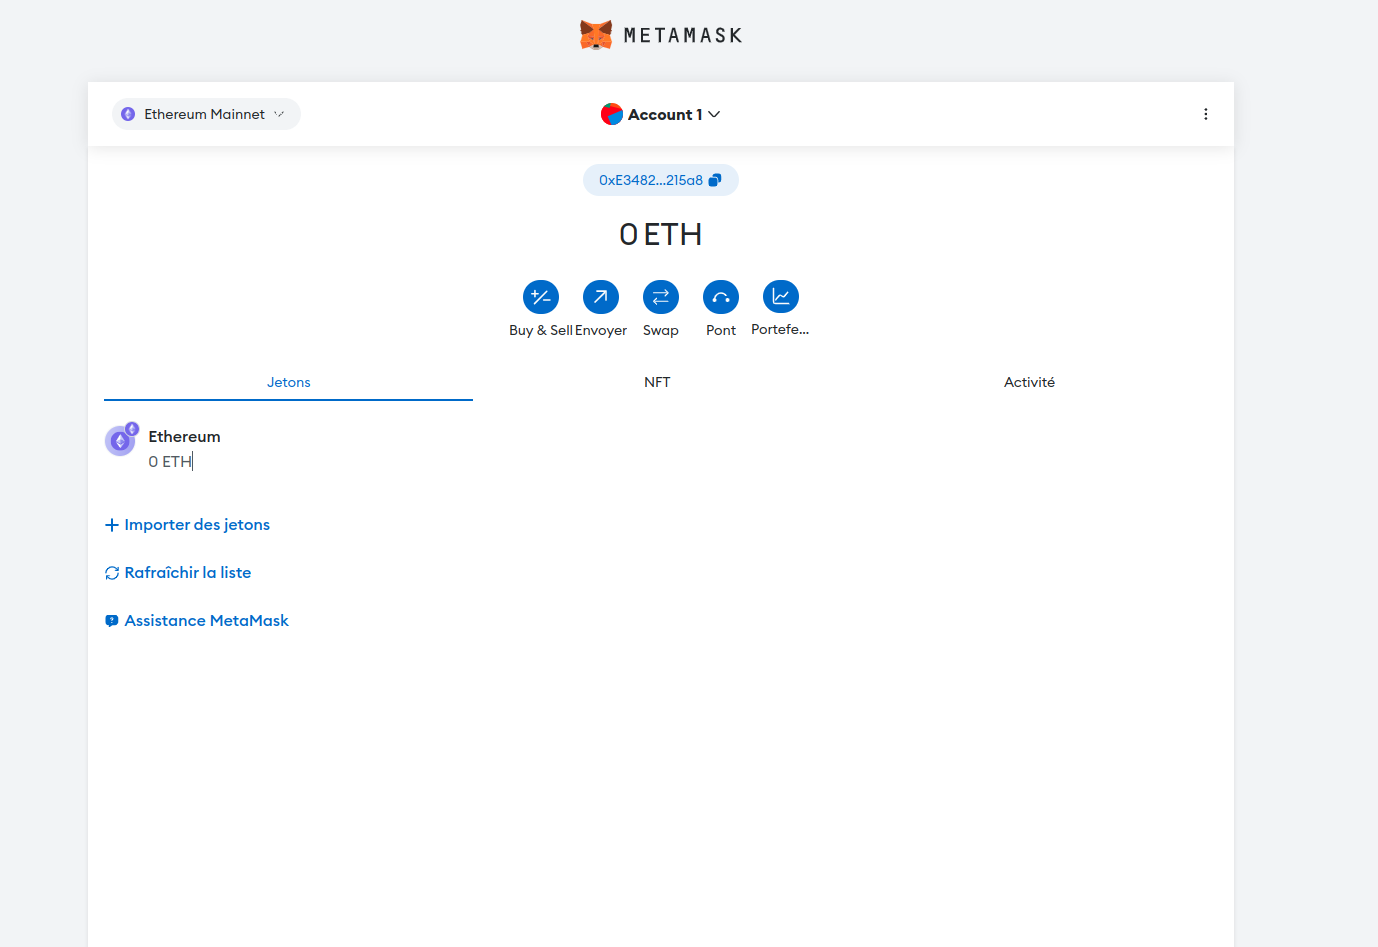 METAMASK
Ethereum Mainnet
Account 1
0xE3482...215a8
0 ETH
Buy & Sell Envoyer Swap Pont Portefe...
Jetons NFT Activité
Ethereum
0 ETH
Importer des jetons
Rafraîchir la liste
Assistance MetaMask